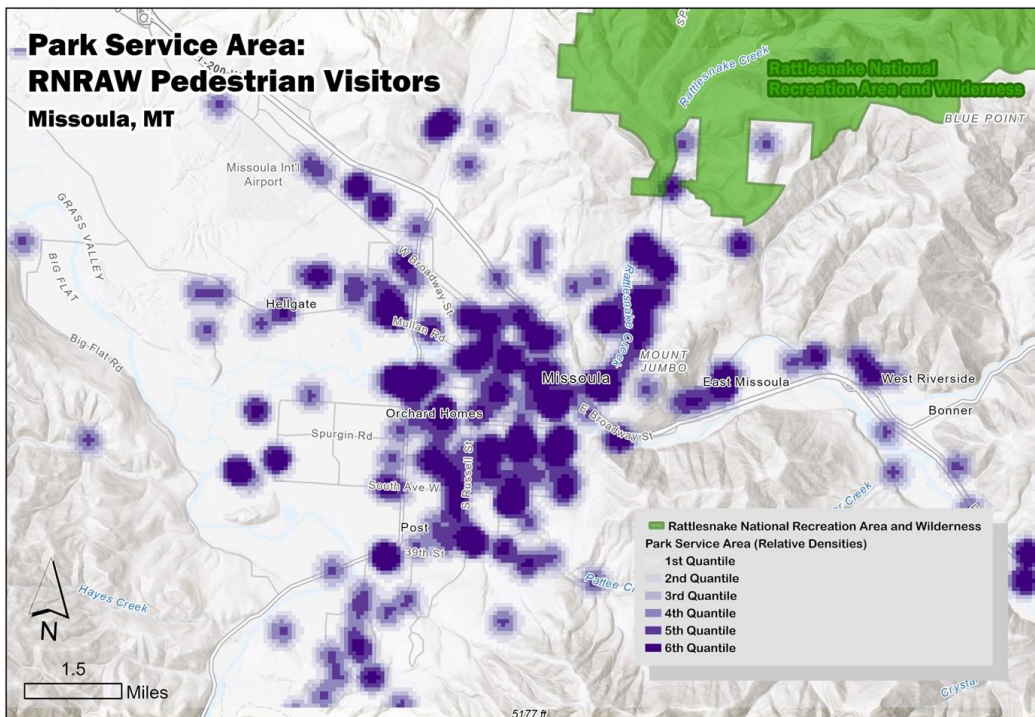 Park Service Area:
RNRAW Pedestrian Visitors
Missoula, MT
Rattlesnake Creek
Rattlesnake National
Recreation Area and Wilderness
BLUE POINT
Missoula Int'l
Airport
GRASS VALLEY
BIG FLAT
W Broadway St
Hellgate
Mullan Rd
Big Flat Rd
Rattlesnake Creek
MOUNT
JUMBO
Missoula
East Missoula
West Riverside
Bonner
Orchard Homes
E Broadway St
Spurgin Rd
S Russell St
South Ave W
Post
39th St
Creek
Hayes Creek
Rattlesnake National Recreation Area and Wilderness
Park Service Area (Relative Densities)
1st Quantile
2nd Quantile
3rd Quantile
4th Quantile
5th Quantile
6th Quantile
N
1.5
Miles
5177 ft